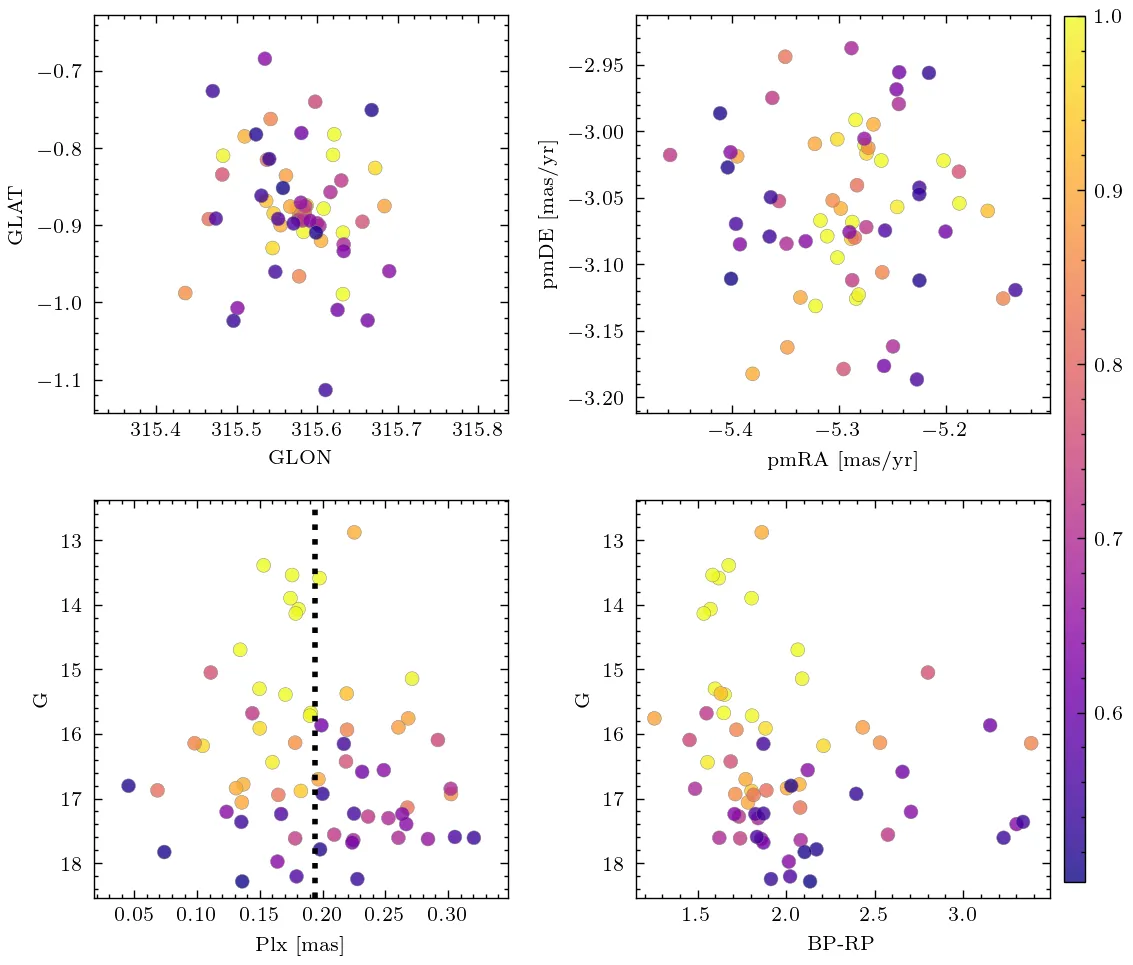 −0.7
−0.8
−0.9
−1.0
−1.1
GLAT
315.4 315.5 315.6 315.7 315.8
GLON
−2.95
−3.00
−3.05
−3.10
−3.15
−3.20
pmDE [mas/yr]
−5.4 −5.3 −5.2
pmRA [mas/yr]
1.0
0.9
0.8
0.7
0.6
13
14
15
16
17
18
G
0.05 0.10 0.15 0.20 0.25 0.30
Plx [mas]
13
14
15
16
17
18
G
1.5 2.0 2.5 3.0
BP-RP